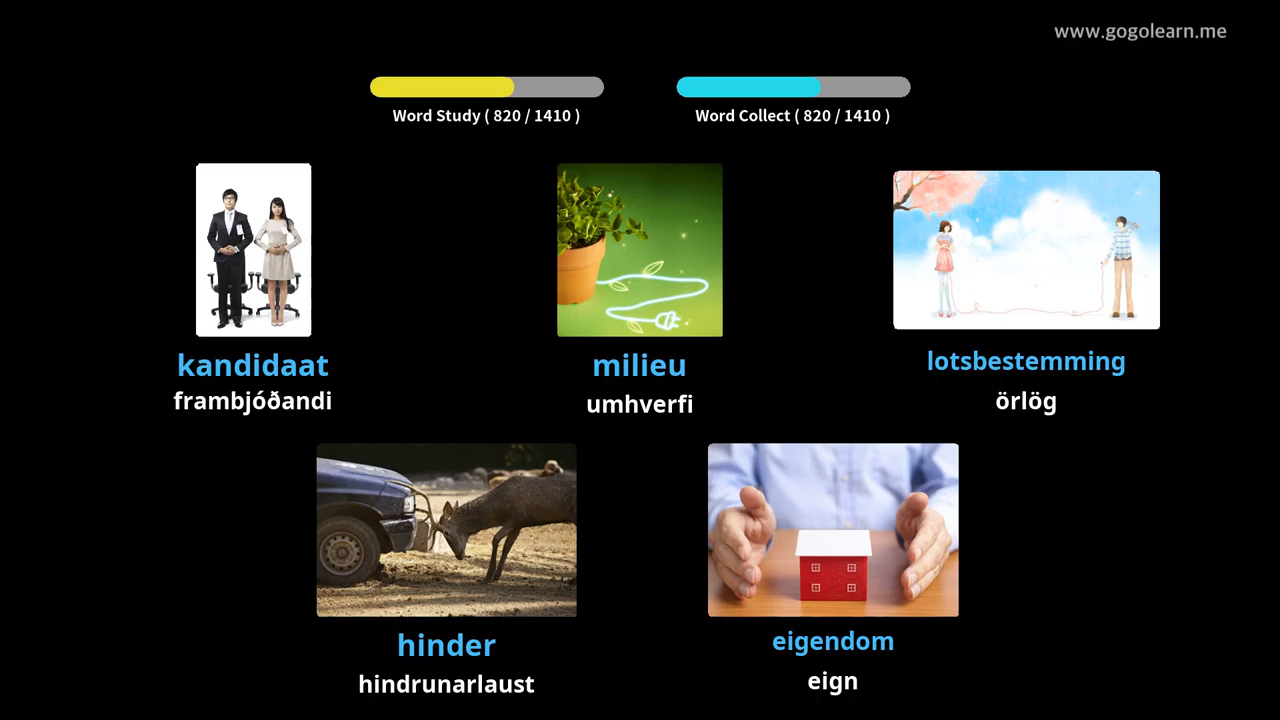 www.gogolearn.me
Word Study ( 820 / 1410 )
Word Collect ( 820 / 1410 )
kandidaat
frambjóðandi
milieu
umhverfi
lotsbestemming
örlög
hinder
hindrunarlaust
eigendom
eign